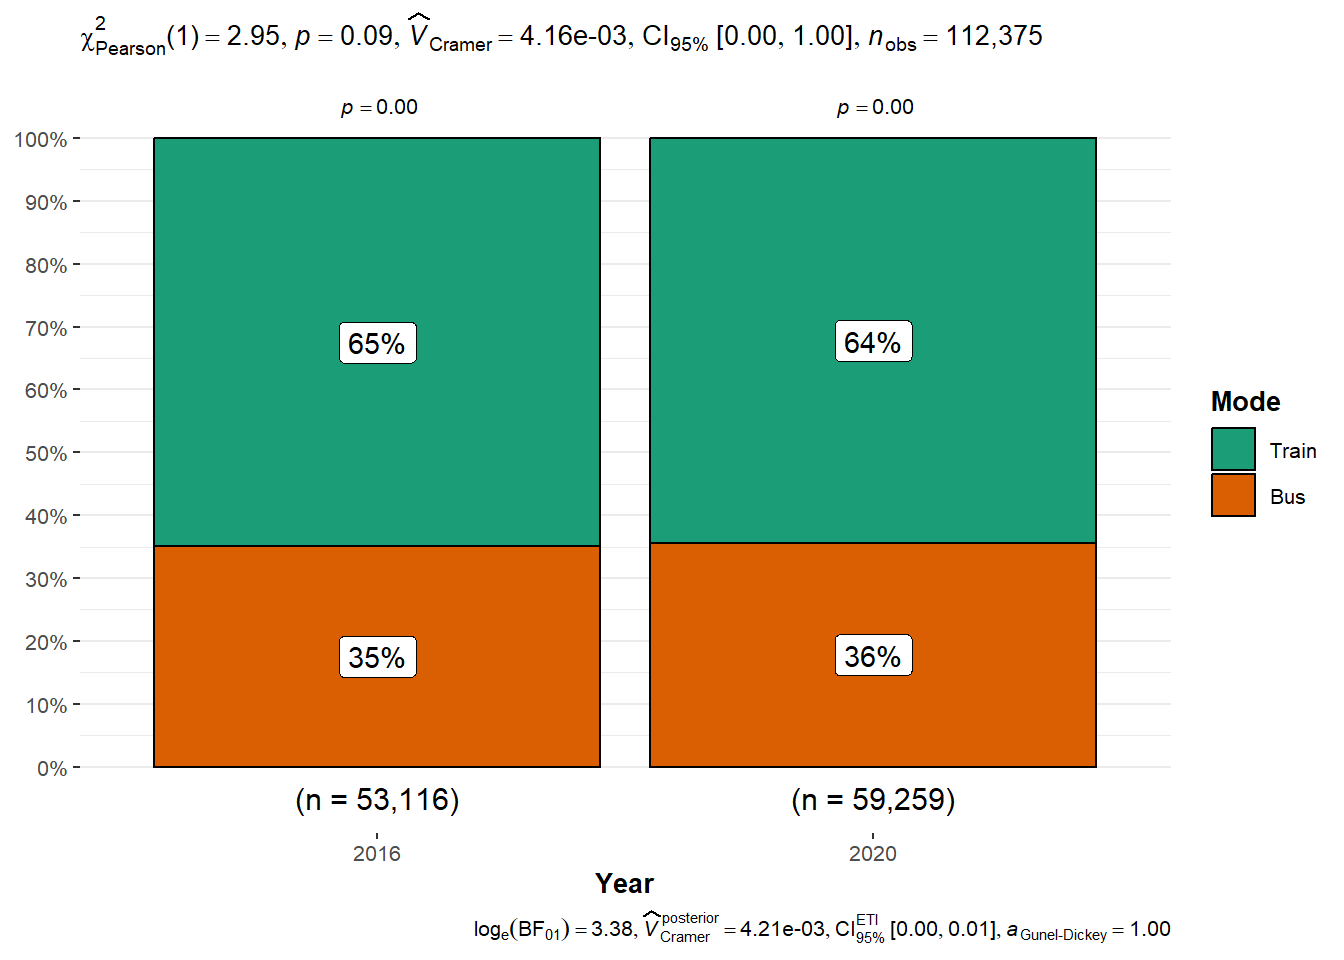 χ²Pearson(1) = 2.95, p = 0.09, V̂Cramer = 4.16e-03, CI95% [0.00, 1.00], nobs = 112,375
p = 0.00 p = 0.00
100%
90%
80%
70%
65% 64%
60%
50%
40%
30%
20%
35% 36%
10%
0%
(n = 53,116) (n = 59,259)
2016 2020
Year
Mode
Train
Bus
loge(BF01) = 3.38, V̂Cramer posterior = 4.21e-03, CI95% ETI [0.00, 0.01], aGunel-Dickey = 1.00